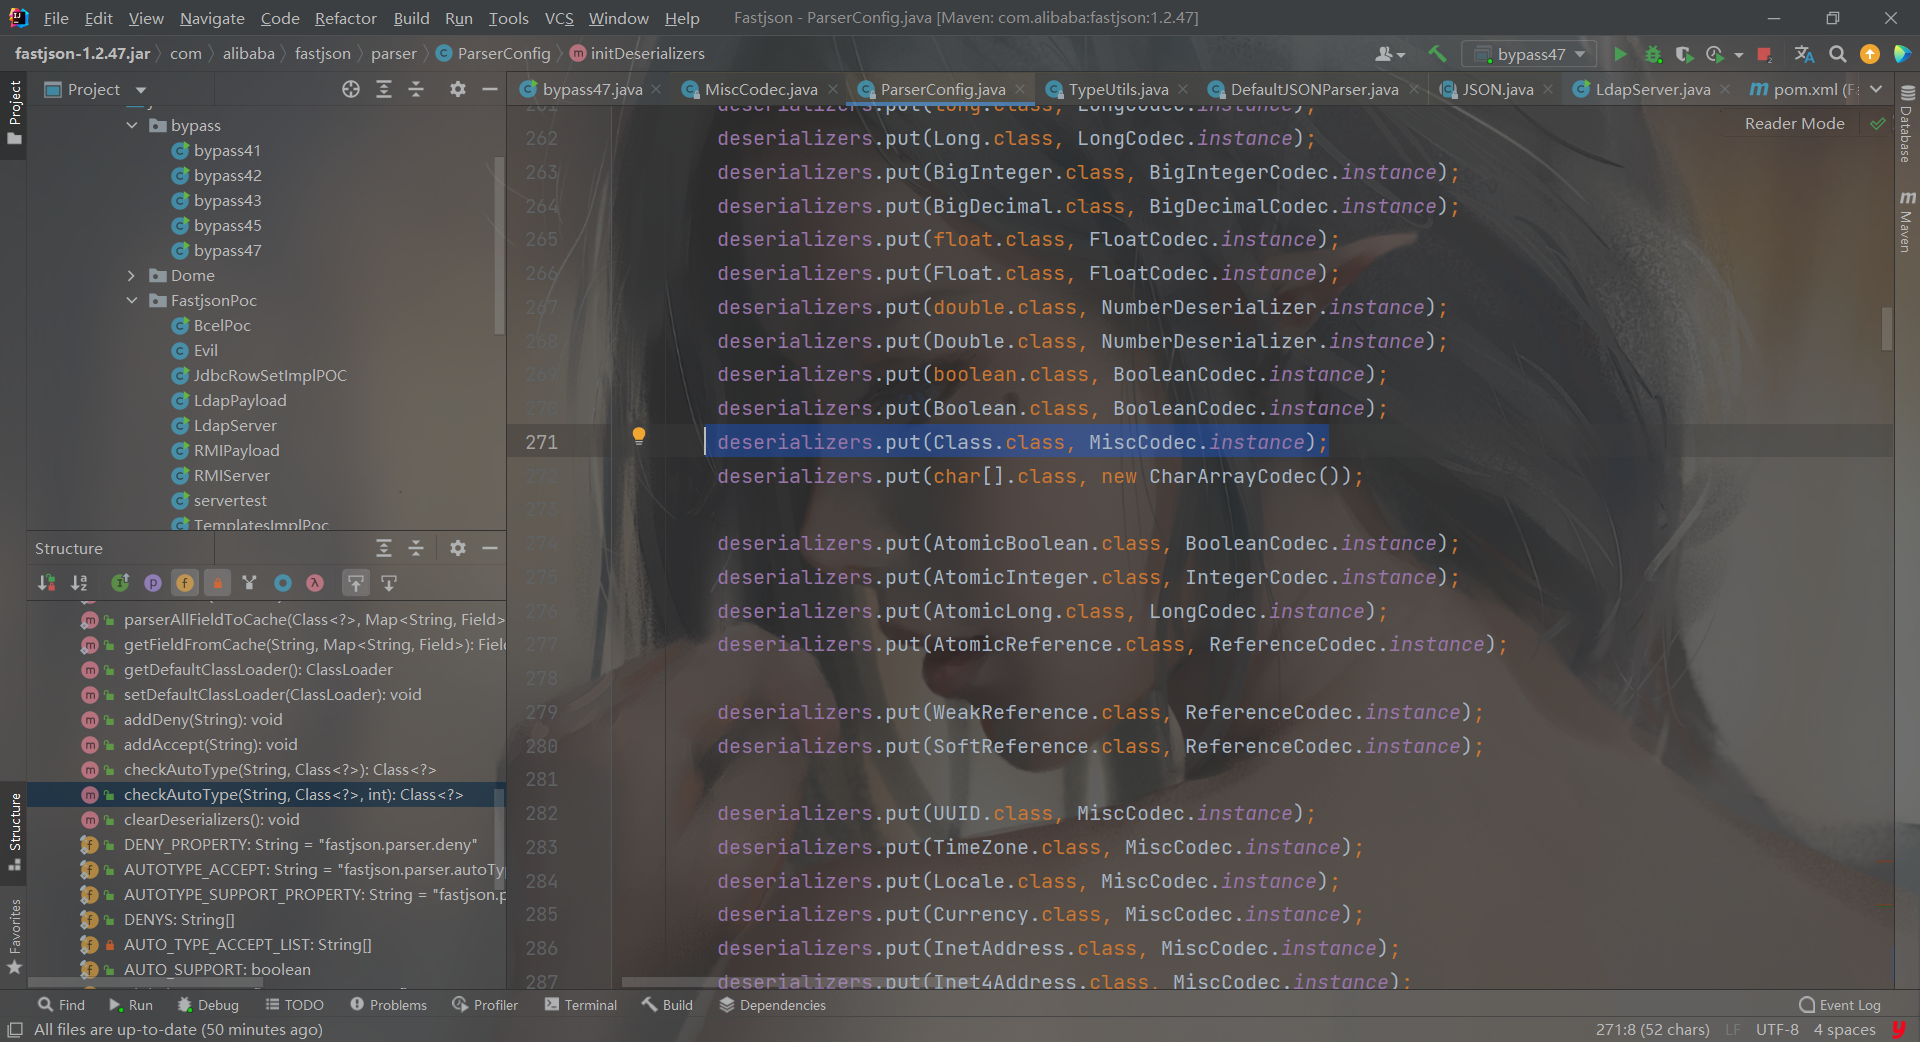 File Edit View Navigate Code Refactor Build Run Tools VCS Window Help Fastjson - ParserConfig.java [Maven: com.alibaba:fastjson:1.2.47]
fastjson-1.2.47.jar com alibaba fastjson parser ParserConfig initDeserializers bypass47
Project
Project
bypass
bypass41
bypass42
bypass43
bypass45
bypass47
Dome
FastjsonPoc
BcelPoc
Evil
JdbcRowSetImplPOC
LdapPayload
LdapServer
RMIPayload
RMIServer
servertest
TemplatesImplPoc
Structure
parserAllFieldToCache(Class<?>, Map<String, Field>
getFieldFromCache(String, Map<String, Field>): Fiel
getDefaultClassLoader(): ClassLoader
setDefaultClassLoader(ClassLoader): void
addDeny(String): void
addAccept(String): void
checkAutoType(String, Class<?>): Class<?>
checkAutoType(String, Class<?>, int): Class<?>
clearDeserializers(): void
DENY_PROPERTY: String = "fastjson.parser.deny"
AUTOTYPE_ACCEPT: String = "fastjson.parser.autoTy
AUTOTYPE_SUPPORT_PROPERTY: String = "fastjson.p
DENYS: String[]
AUTO_TYPE_ACCEPT_LIST: String[]
AUTO_SUPPORT: boolean
Structure
Favorites
bypass47.java MiscCodec.java ParserConfig.java TypeUtils.java DefaultJSONParser.java JSON.java LdapServer.java pom.xml (F
Reader Mode
261 deserializers.put(long.class, LongCodec.instance);
262 deserializers.put(Long.class, LongCodec.instance);
263 deserializers.put(BigInteger.class, BigIntegerCodec.instance);
264 deserializers.put(BigDecimal.class, BigDecimalCodec.instance);
265 deserializers.put(float.class, FloatCodec.instance);
266 deserializers.put(Float.class, FloatCodec.instance);
267 deserializers.put(double.class, NumberDeserializer.instance);
268 deserializers.put(Double.class, NumberDeserializer.instance);
269 deserializers.put(boolean.class, BooleanCodec.instance);
270 deserializers.put(Boolean.class, BooleanCodec.instance);
271 deserializers.put(Class.class, MiscCodec.instance);
272 deserializers.put(char[].class, new CharArrayCodec());
273
274 deserializers.put(AtomicBoolean.class, BooleanCodec.instance);
275 deserializers.put(AtomicInteger.class, IntegerCodec.instance);
276 deserializers.put(AtomicLong.class, LongCodec.instance);
277 deserializers.put(AtomicReference.class, ReferenceCodec.instance);
278
279 deserializers.put(WeakReference.class, ReferenceCodec.instance);
280 deserializers.put(SoftReference.class, ReferenceCodec.instance);
281
282 deserializers.put(UUID.class, MiscCodec.instance);
283 deserializers.put(TimeZone.class, MiscCodec.instance);
284 deserializers.put(Locale.class, MiscCodec.instance);
285 deserializers.put(Currency.class, MiscCodec.instance);
286 deserializers.put(InetAddress.class, MiscCodec.instance);
287 deserializers.put(Inet4Address.class, MiscCodec.instance);
Database
Maven
Find Run Debug TODO Problems Profiler Terminal Build Dependencies Event Log
All files are up-to-date (50 minutes ago) 271:8 (52 chars) LF UTF-8 4 spaces